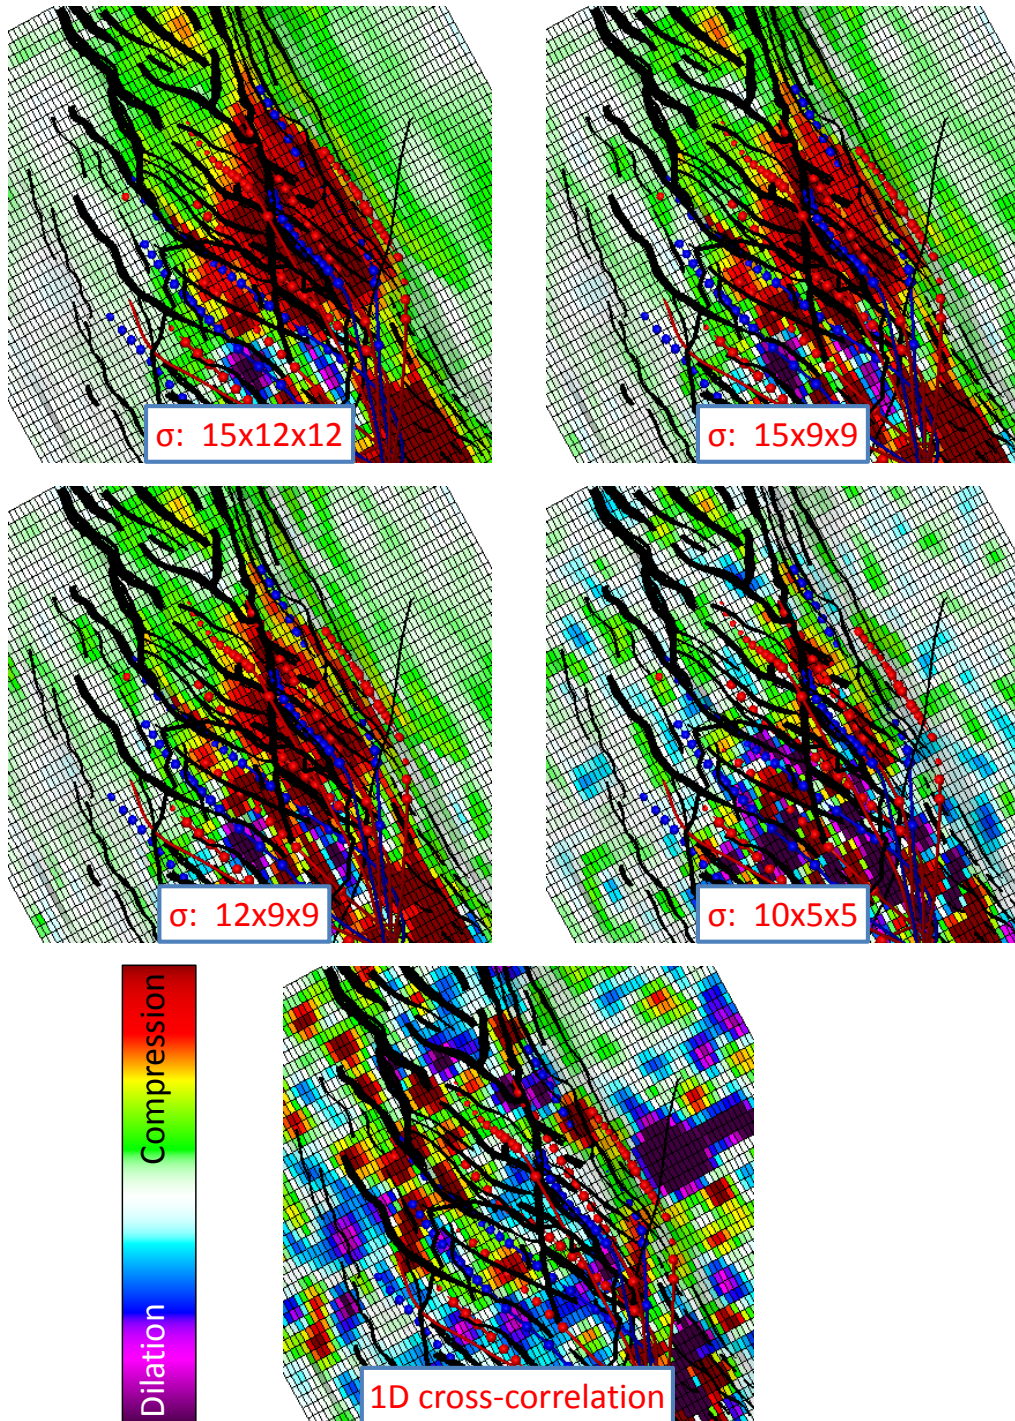 σ: 15x12x12
σ: 15x9x9
σ: 12x9x9
σ: 10x5x5
Compression
Dilation
1D cross-correlation